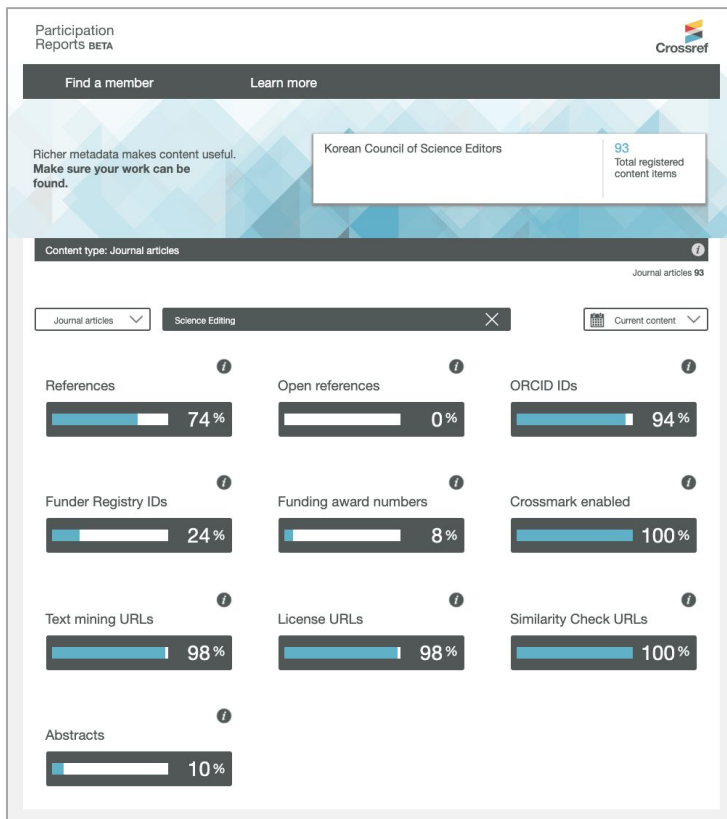 Participation
Reports BETA
Crossref
Find a member
Learn more
Richer metadata makes content useful.
Make sure your work can be
found.
Korean Council of Science Editors
93
Total registered
content items
Content type: Journal articles
Journal articles 93
Journal articles
Science Editing
Current content
References
74%
Open references
0%
ORCID IDs
94%
Funder Registry IDs
24%
Funding award numbers
8%
Crossmark enabled
100%
Text mining URLs
98%
License URLs
98%
Similarity Check URLs
100%
Abstracts
10%